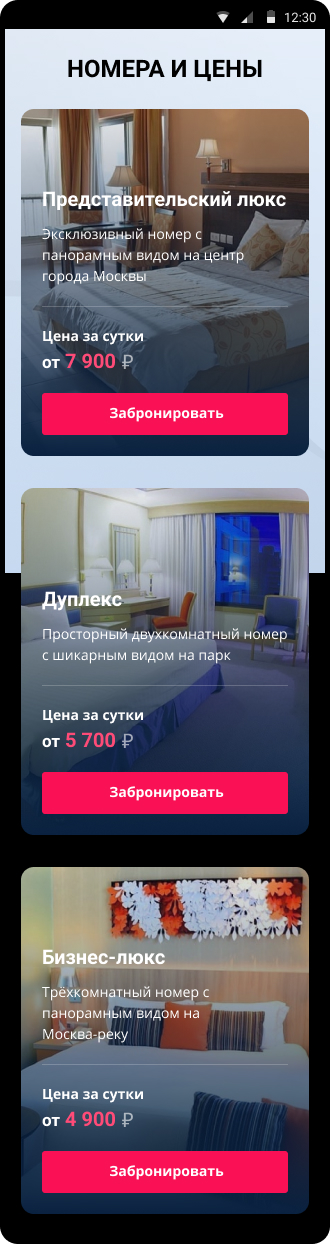 12:30
НОМЕРА И ЦЕНЫ
Представительский люкс
Эксклюзивный номер с
панорамным видом на центр
города Москвы
Цена за сутки
от 7 900 ₽
Забронировать
Дуплекс
Просторный двухкомнатный номер
с шикарным видом на парк
Цена за сутки
от 5 700 ₽
Забронировать
Бизнес-люкс
Трёхкомнатный номер с
панорамным видом на
Москва-реку
Цена за сутки
от 4 900 ₽
Забронировать